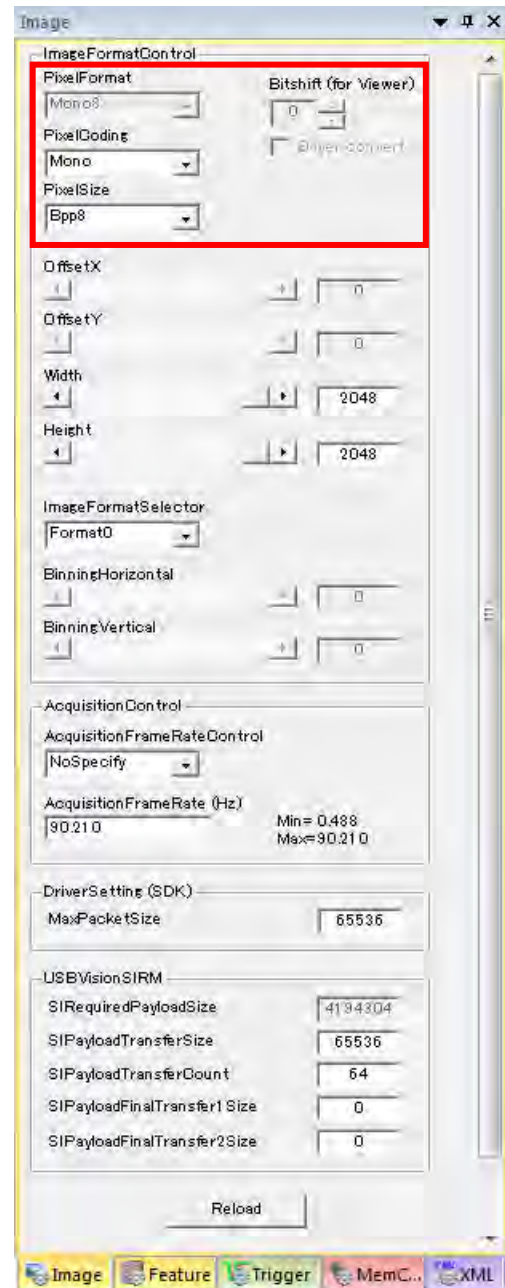 Image
ImageFormatControl
PixelFormat
Bitshift (for Viewer)
Mono8
0
Driver convert
PixelCoding
Mono
PixelSize
Bpp8
OffsetX
0
OffsetY
0
Width
2048
Height
2048
ImageFormatSelector
Format0
BinningHorizontal
0
BinningVertical
0
AcquisitionControl
AcquisitionFrameRateControl
NoSpecify
AcquisitionFrameRate (Hz)
90.210
Min= 0.488
Max=90.210
DriverSetting (SDK)
MaxPacketSize
65536
USBVisionSIRM
SIRequiredPayloadSize
4194304
SIPayloadTransferSize
65536
SIPayloadTransferCount
64
SIPayloadFinalTransfer1Size
0
SIPayloadFinalTransfer2Size
0
Reload
Image Feature Trigger MemC... XML